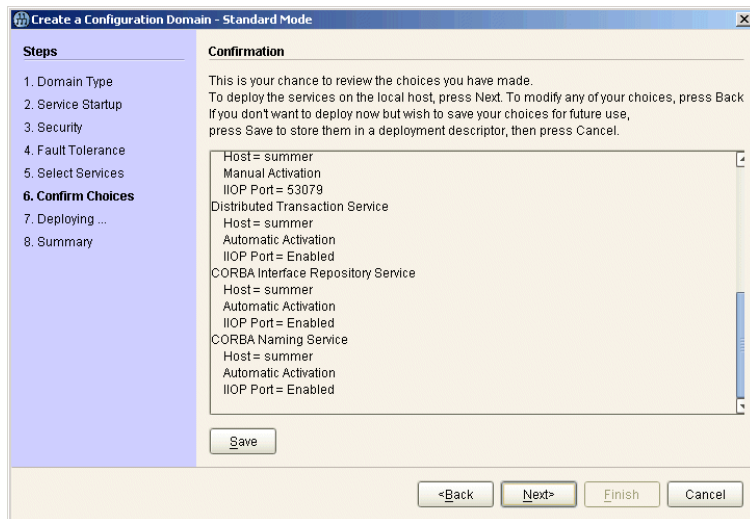 Create a Configuration Domain - Standard Mode
Steps
1. Domain Type
2. Service Startup
3. Security
4. Fault Tolerance
5. Select Services
6. Confirm Choices
7. Deploying ...
8. Summary
Confirmation
This is your chance to review the choices you have made.
To deploy the services on the local host, press Next. To modify any of your choices, press Back
If you don't want to deploy now but wish to save your choices for future use,
press Save to store them in a deployment descriptor, then press Cancel.
Host = summer
Manual Activation
IIOP Port = 53079
Distributed Transaction Service
Host = summer
Automatic Activation
IIOP Port = Enabled
CORBA Interface Repository Service
Host = summer
Automatic Activation
IIOP Port = Enabled
CORBA Naming Service
Host = summer
Automatic Activation
IIOP Port = Enabled
Save
<Back
Next>
Finish
Cancel